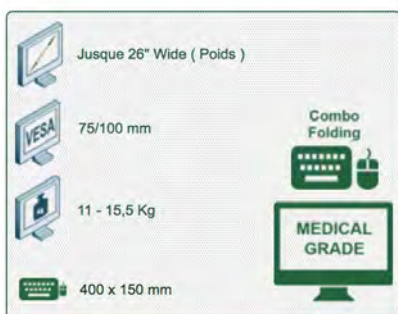 Jusque 26" Wide ( Poids )
VESA
75/100 mm
11 - 15,5 Kg
400 x 150 mm
Combo
Folding
MEDICAL
GRADE